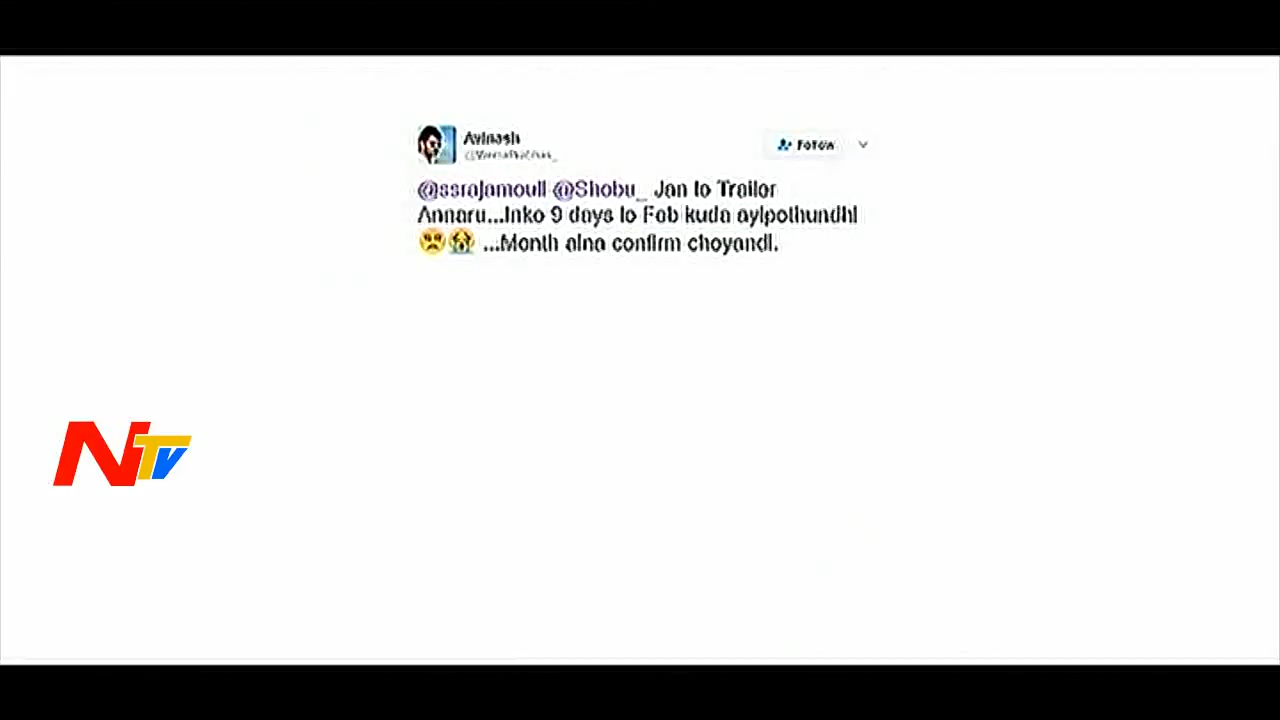 Avinash
Follow
@ssrajamouli @Shobu_ Jan lo Trailer
Annaru...Inko 9 days lo Feb kuda ayipothundhi
...Month aina confirm cheyandi.
NTV